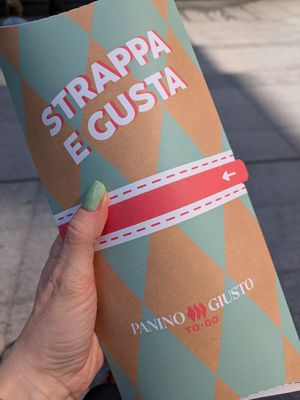 STRAPPA
E GUSTA
PANINO GIUSTO
TO·GO